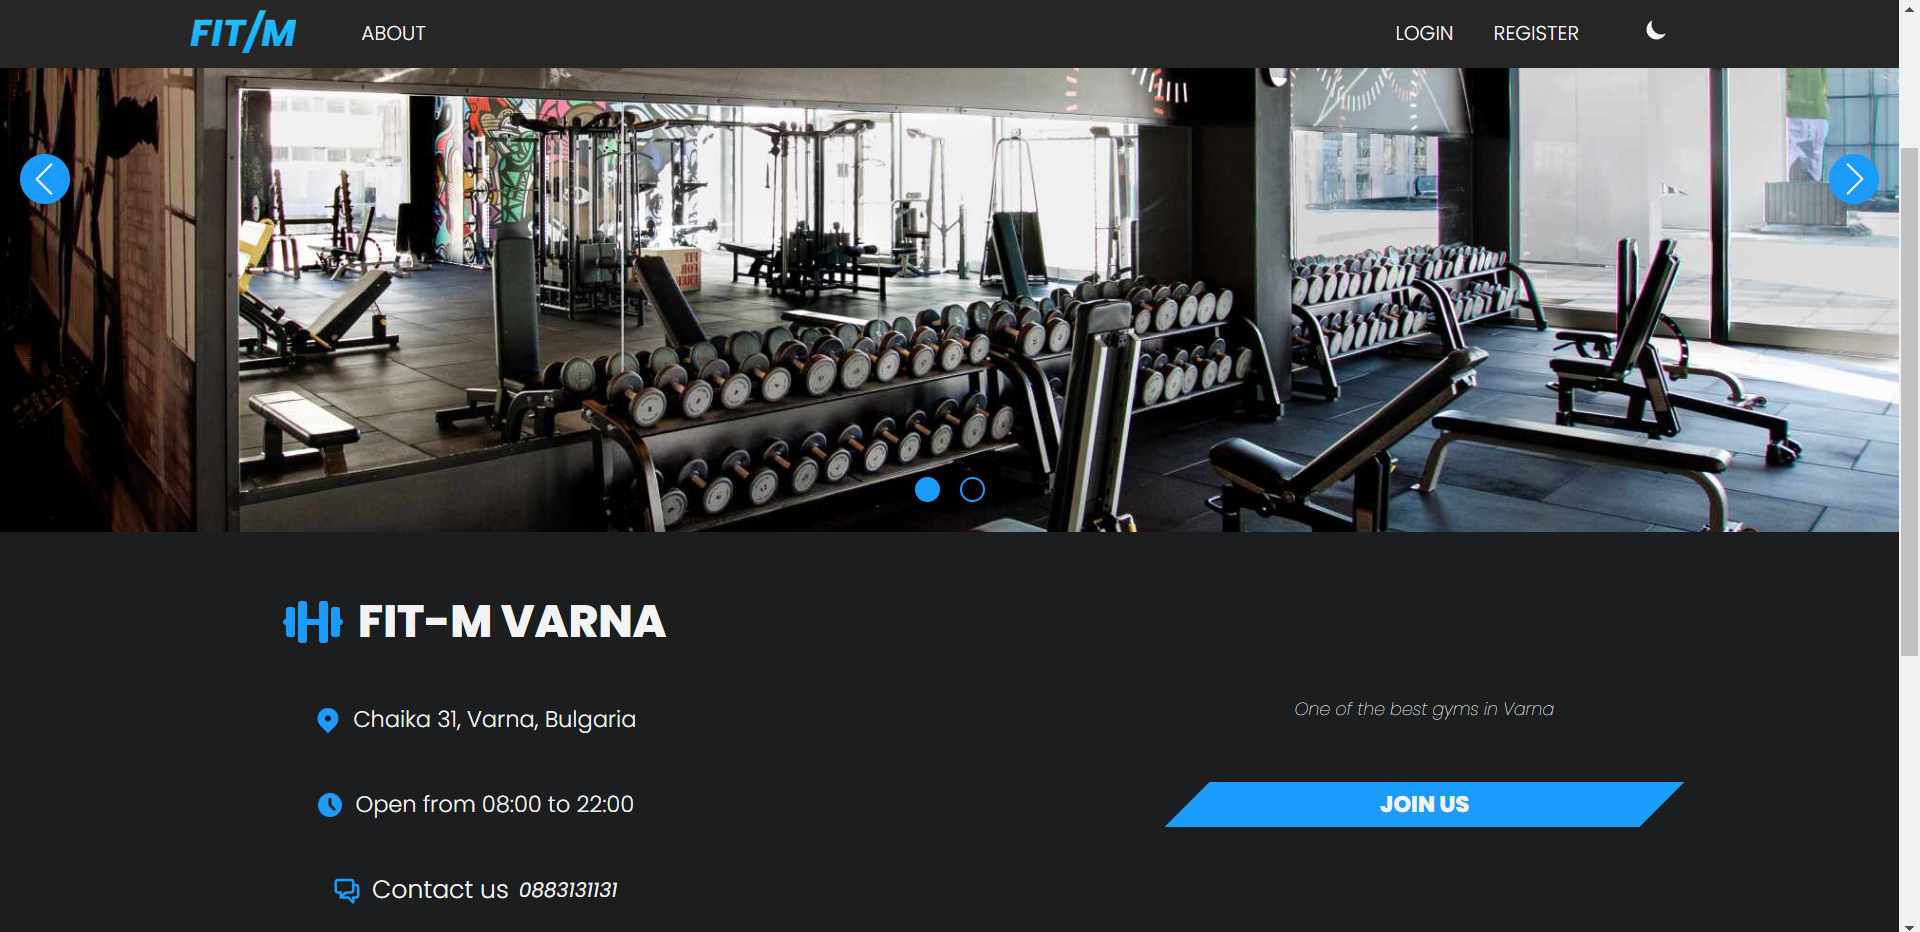 FIT/M
ABOUT
LOGIN
REGISTER
FIT-M VARNA
Chaika 31, Varna, Bulgaria
One of the best gyms in Varna
Open from 08:00 to 22:00
JOIN US
Contact us 0883131131